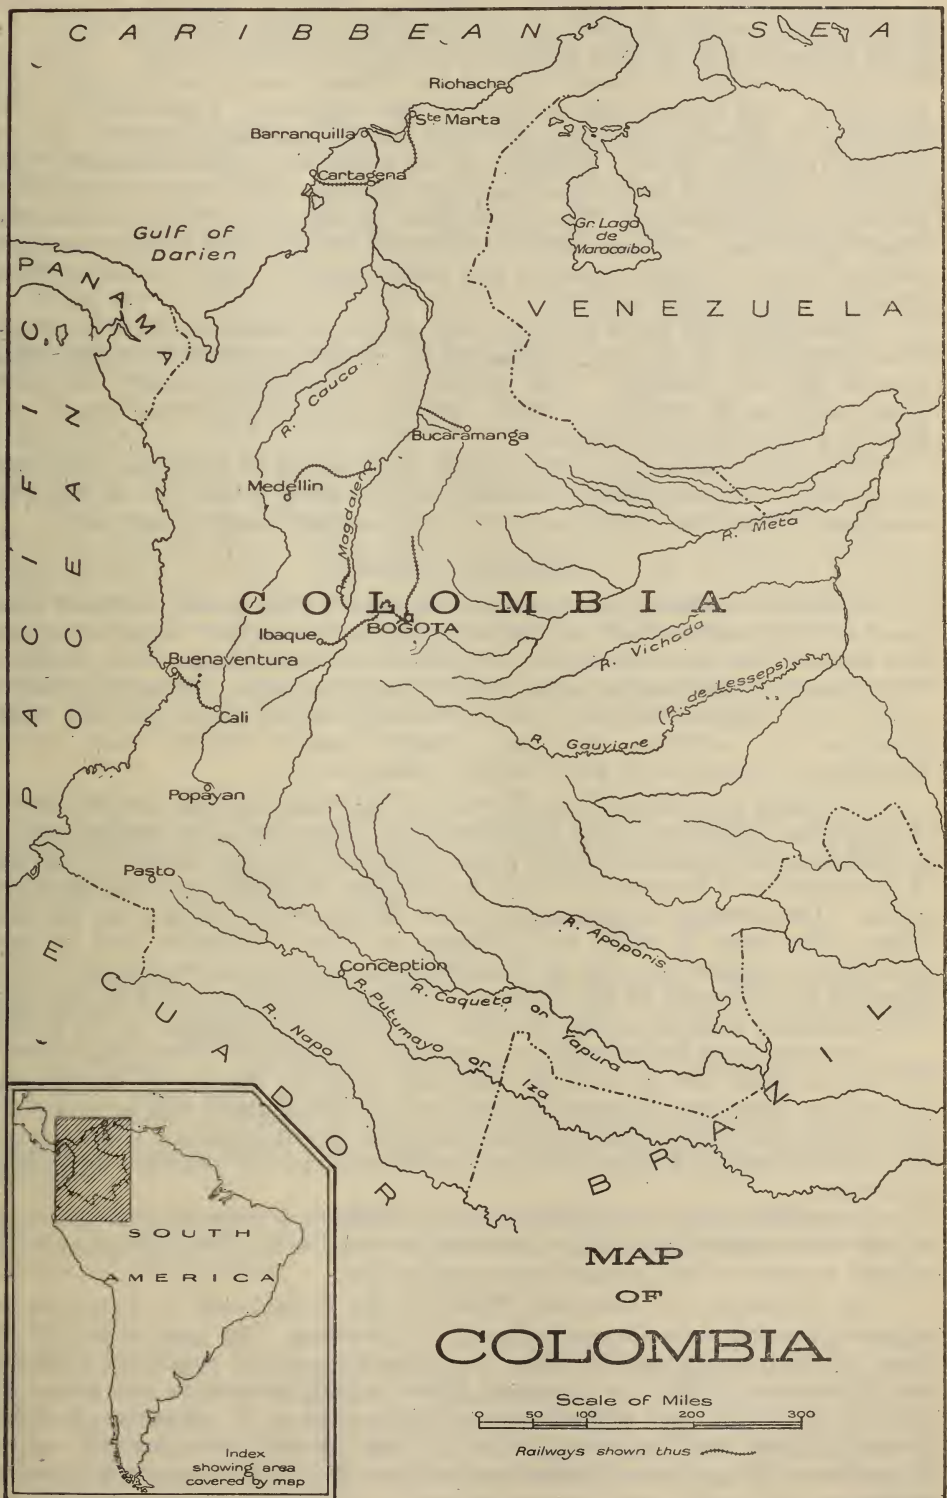 CARIBBEAN SEA
Riohache
Ste Marta
Barranquilla
Cartagena
Gulf of
Darien
Gr. Lago
de
Maracaibo
PANAMA
VENEZUELA
PACIFIC
OCEAN
R. Cauca
Bucaramanga
Medellin
R. Magdalena
R. Meta
COLOMBIA
Ibaque
BOGOTA
R. Vichada
Buenaventura
(R. de Lesseps)
Cali
R. Gauviare
Popayan
Pasto
R. Apoporis
Conception
R. Caqueta or Yapura
R. Putumayo or Iza
R. Napo
ECUADOR
BRAZIL
SOUTH
AMERICA
Index
showing area
covered by map
MAP
OF
COLOMBIA
Scale of Miles
0 50 100 200 300
Railways shown thus